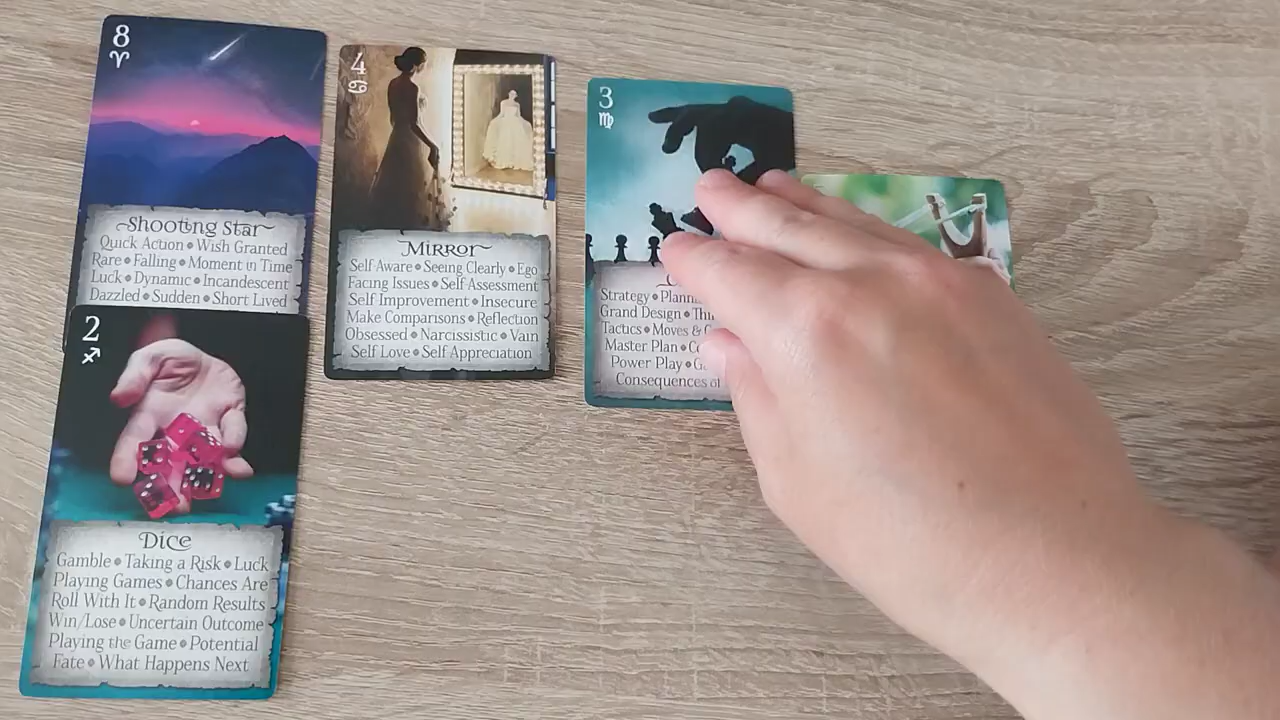 8
♈
Shooting Star
Quick Action • Wish Granted
Rare • Falling • Moment in Time
Luck • Dynamic • Incandescent
Dazzled • Sudden • Short Lived
2
♐
Dice
Gamble • Taking a Risk • Luck
Playing Games • Chances Are
Roll With It • Random Results
Win/Lose • Uncertain Outcome
Playing the Game • Potential
Fate • What Happens Next
4
♋
Mirror
Self Aware • Seeing Clearly • Ego
Facing Issues • Self Assessment
Self Improvement • Insecure
Make Comparisons • Reflection
Obsessed • Narcissistic • Vain
Self Love • Self Appreciation
3
♍
Strategy •
Grand Design •
Tactics • Moves &
Master Plan •
Power Play •
Consequences of